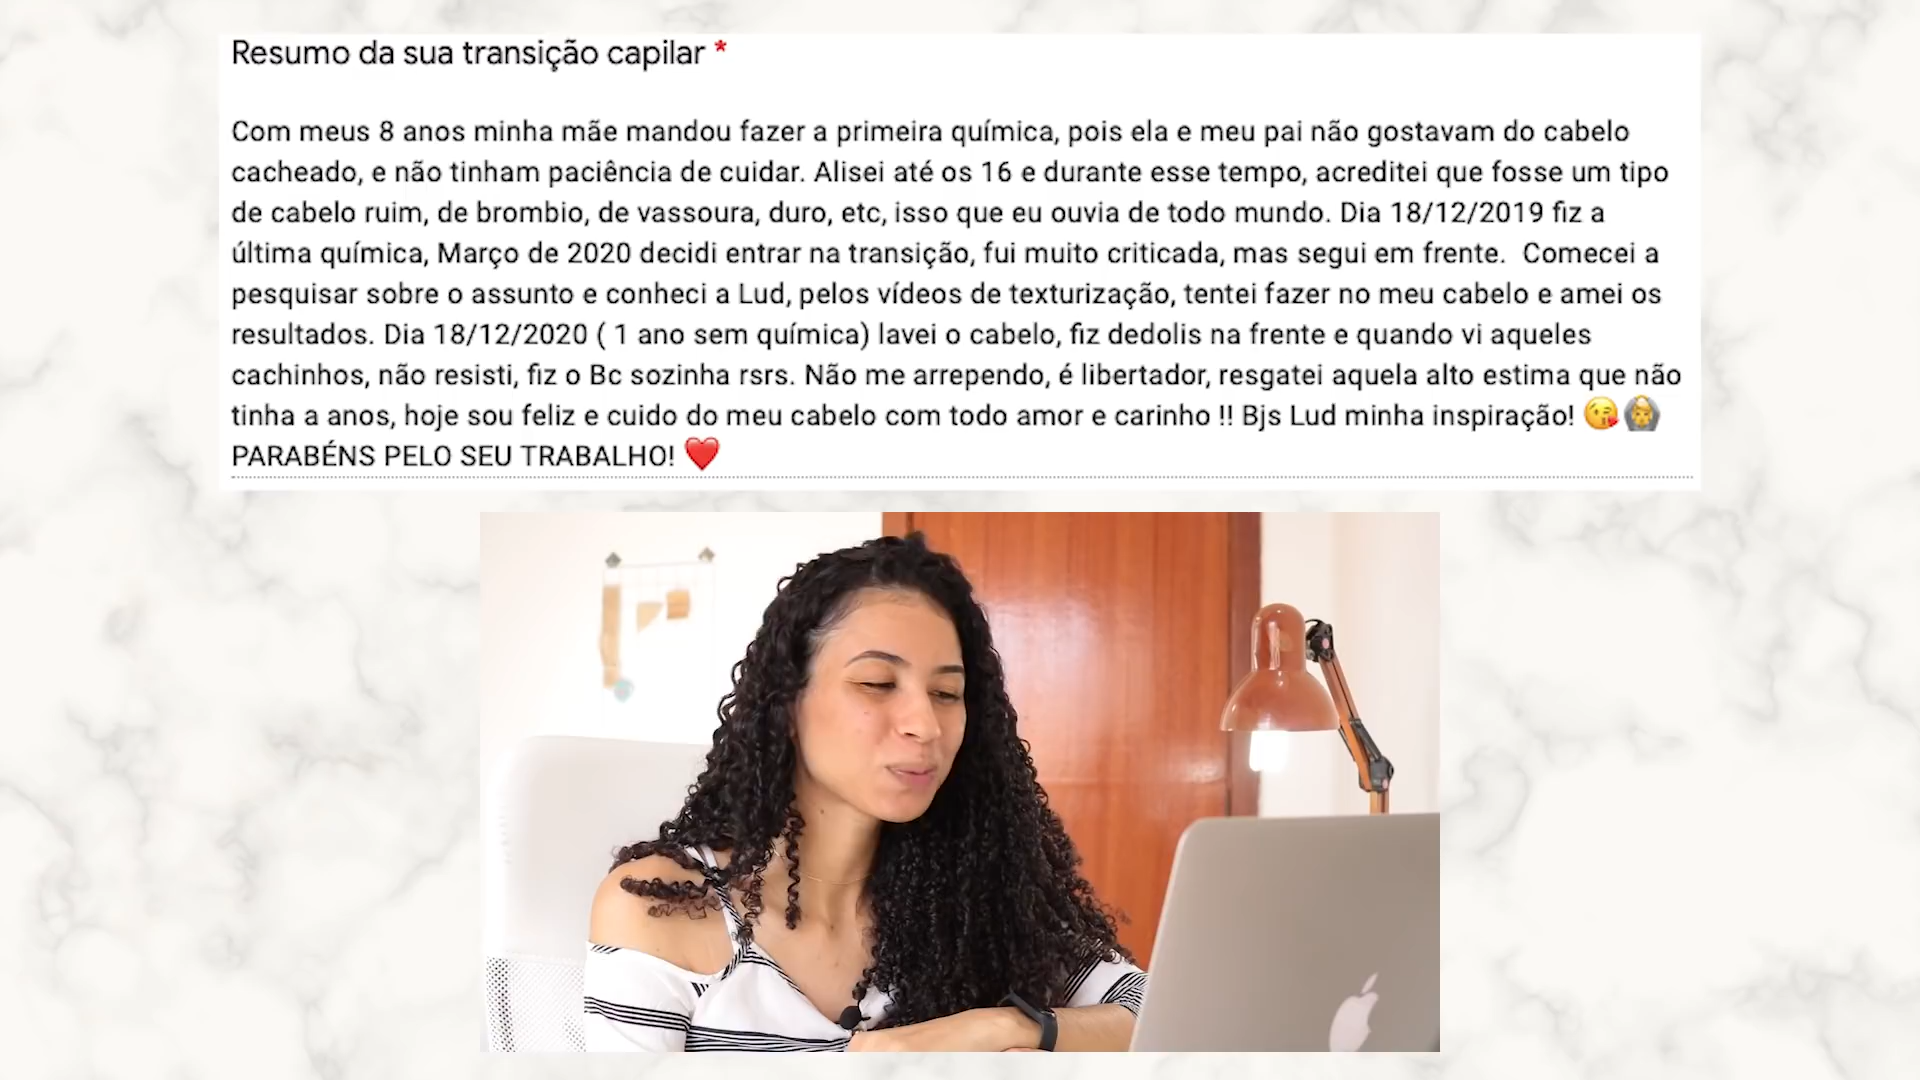 Resumo da sua transição capilar *
Com meus 8 anos minha mãe mandou fazer a primeira química, pois ela e meu pai não gostavam do cabelo
cacheado, e não tinham paciência de cuidar. Alisei até os 16 e durante esse tempo, acreditei que fosse um tipo
de cabelo ruim, de brombio, de vassoura, duro, etc, isso que eu ouvia de todo mundo. Dia 18/12/2019 fiz a
última química, Março de 2020 decidi entrar na transição, fui muito criticada, mas segui em frente.  Comecei a
pesquisar sobre o assunto e conheci a Lud, pelos vídeos de texturização, tentei fazer no meu cabelo e amei os
resultados. Dia 18/12/2020 ( 1 ano sem química) lavei o cabelo, fiz dedolis na frente e quando vi aqueles
cachinhos, não resisti, fiz o Bc sozinha rsrs. Não me arrependo, é libertador, resgatei aquela alto estima que não
tinha a anos, hoje sou feliz e cuido do meu cabelo com todo amor e carinho !! Bjs Lud minha inspiração! 😘🙆
PARABÉNS PELO SEU TRABALHO! ❤️